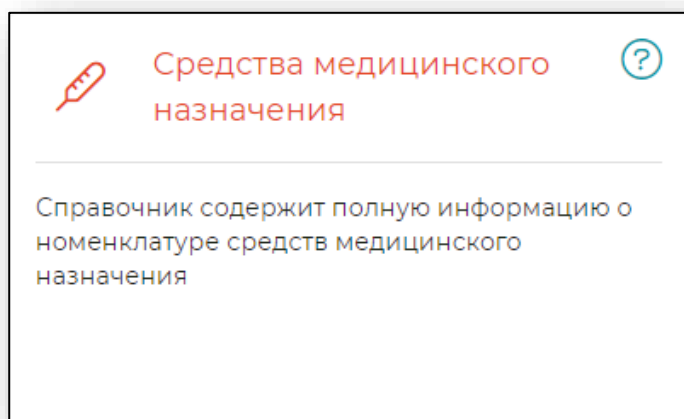 Средства медицинского
назначения
?
Справочник содержит полную информацию о
номенклатуре средств медицинского
назначения